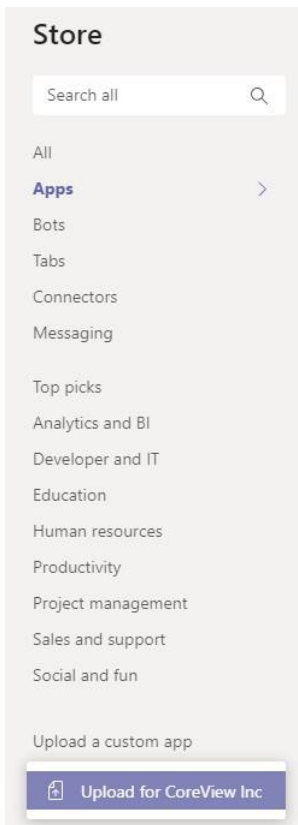 Store
Search all
All
Apps
Bots
Tabs
Connectors
Messaging
Top picks
Analytics and BI
Developer and IT
Education
Human resources
Productivity
Project management
Sales and support
Social and fun
Upload a custom app
Upload for CoreView Inc